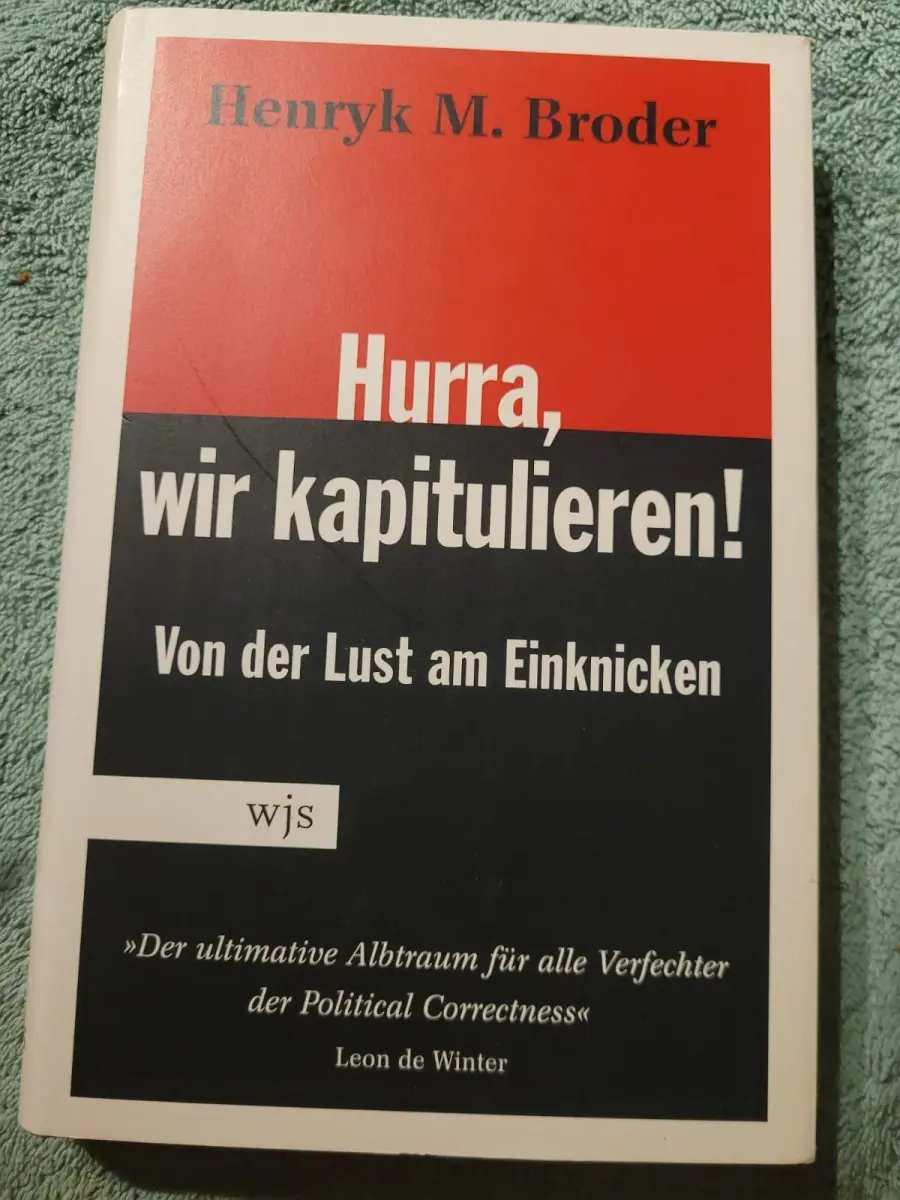 Henryk M. Broder
Hurra,
wir kapitulieren!
Von der Lust am Einknicken
wjs
»Der ultimative Albtraum für alle Verfechter
der Political Correctness«
Leon de Winter